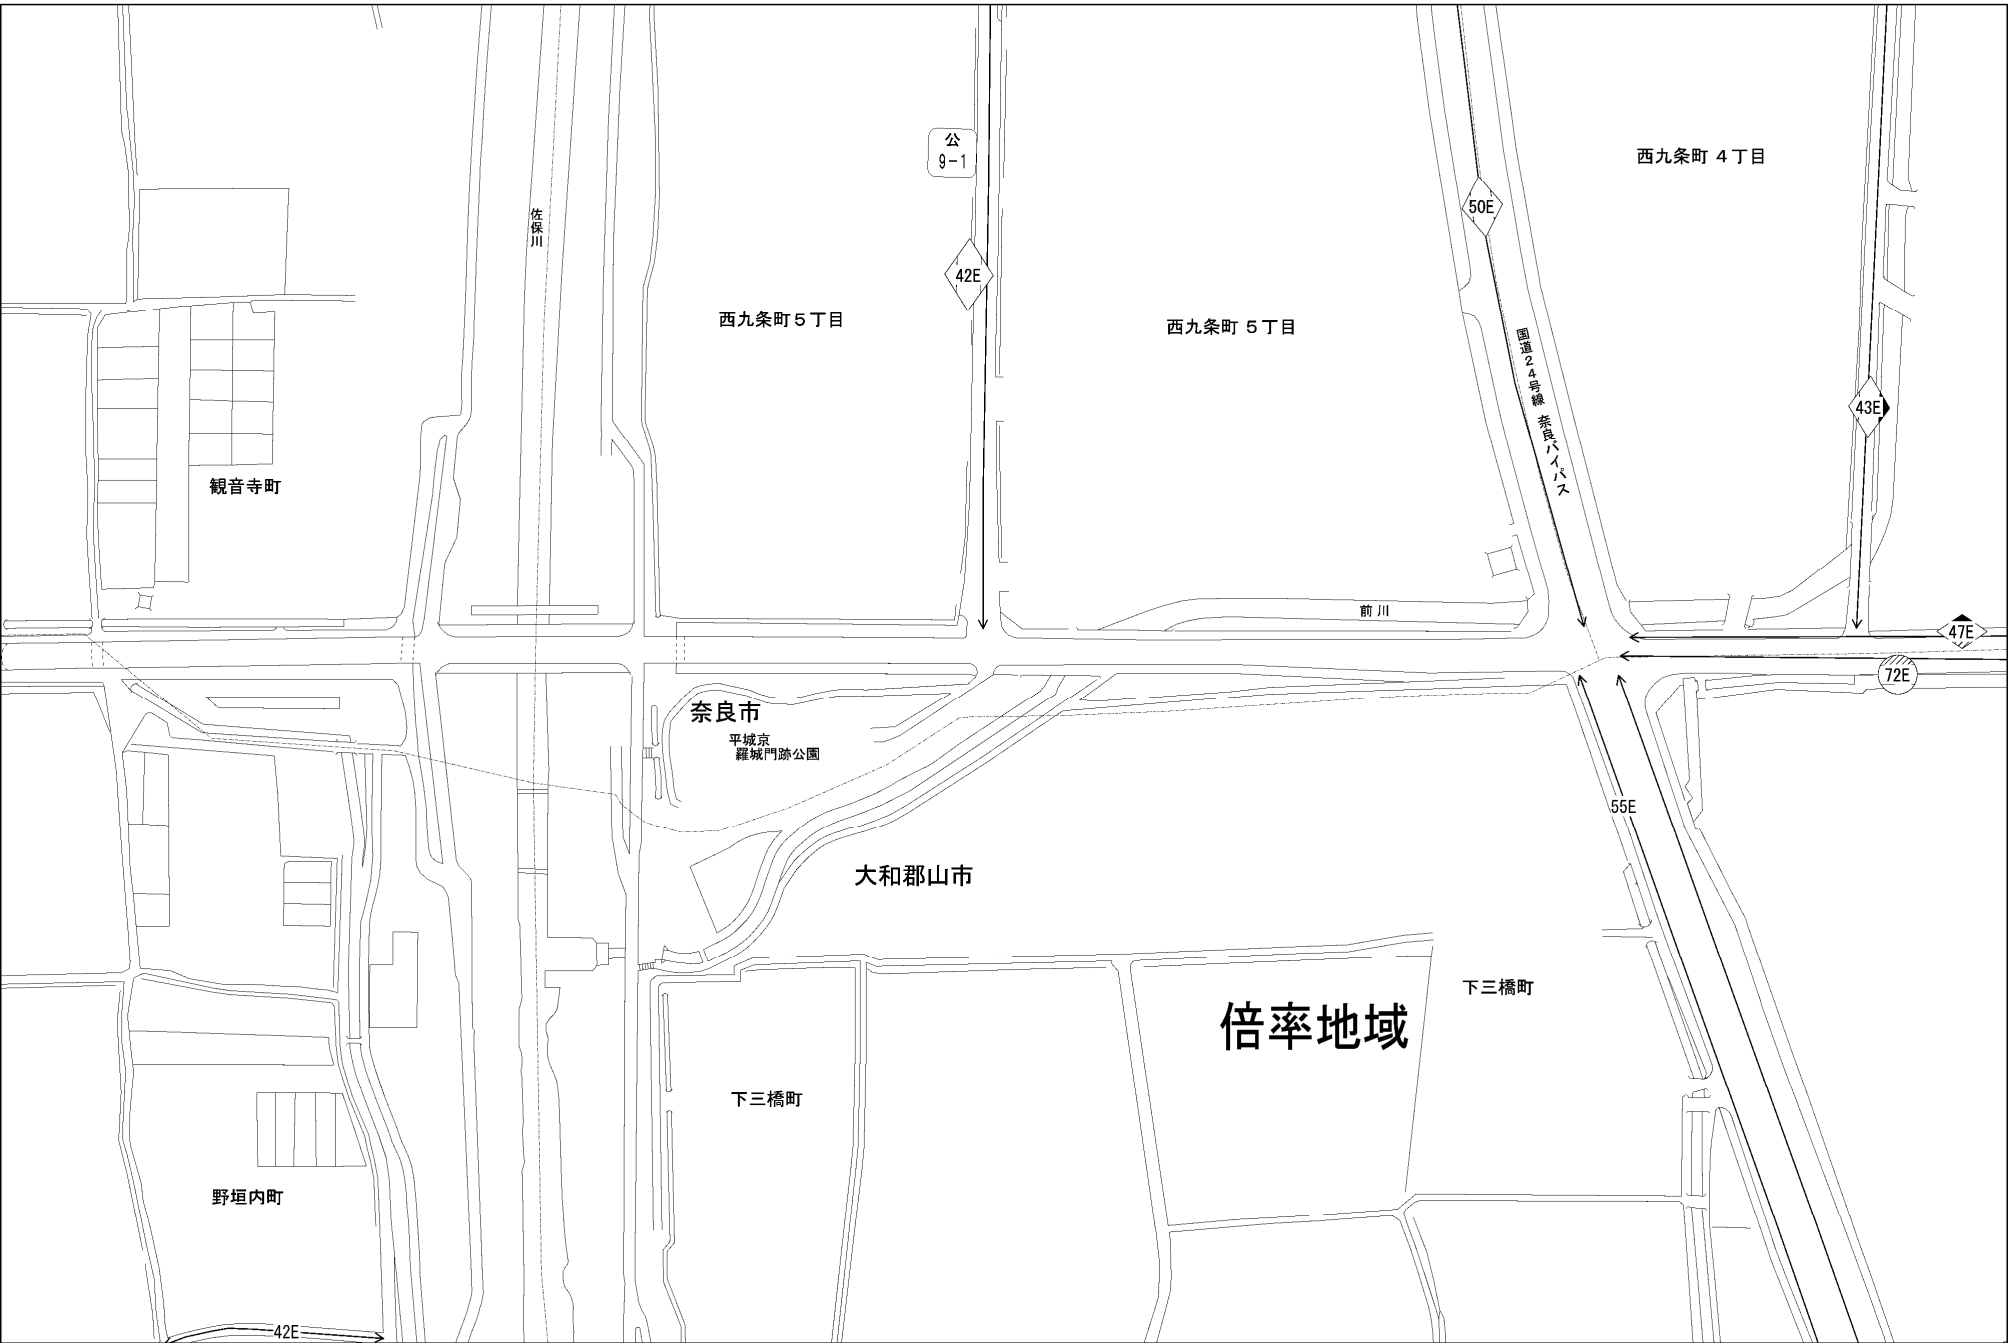 公
9-1
西九条町 4丁目
50E
佐保川
42E
西九条町5丁目
西九条町 5丁目
国道24号線 奈良バイパス
43E
観音寺町
前川
47E
72E
奈良市
平城京
羅城門跡公園
55E
大和郡山市
下三橋町
倍率地域
下三橋町
野垣内町
42E